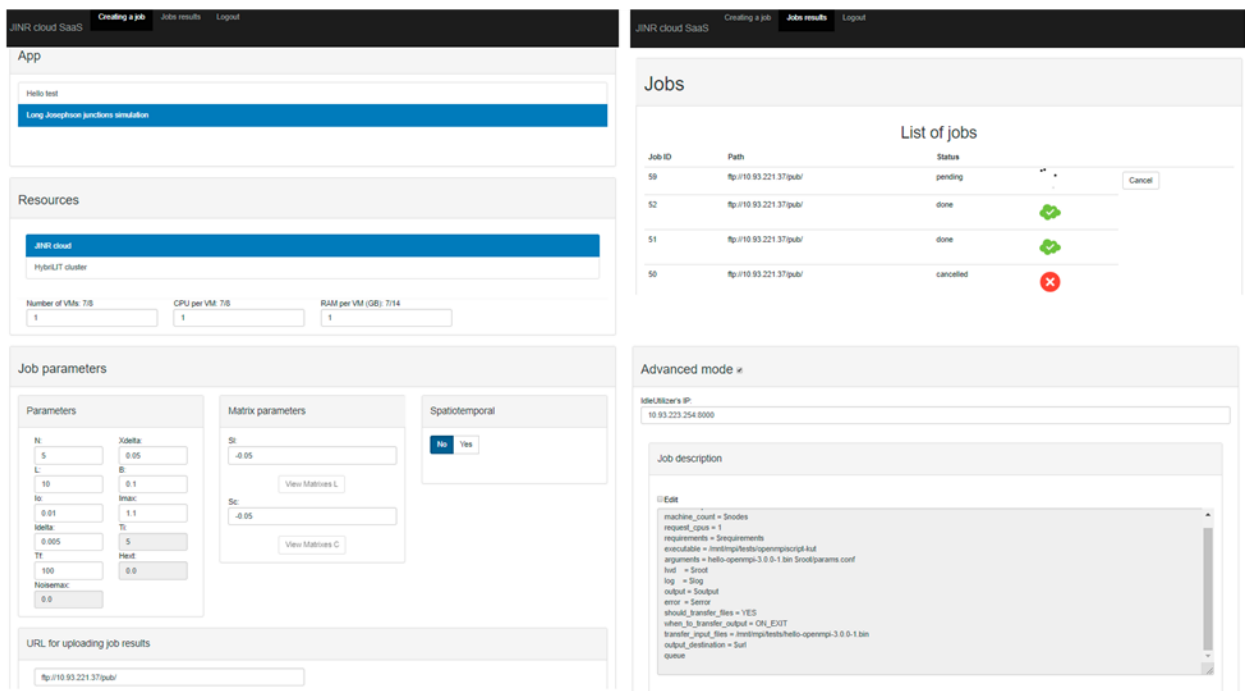 JINR cloud SaaS Creating a job Jobs results Logout
App
Hello test
Long Josephson junctions simulation
Resources
JINR cloud
HybriLIT cluster
Number of VMs: 7/8 CPU per VM: 7/8 RAM per VM (GB): 7/14
1 1 1
Job parameters
Parameters
N: Xdelta:
5 0.05
L: B:
10 0.1
Io: Imax:
0.01 1.1
Idelta: Ti:
0.005 5
Tf: Hext:
100 0.0
Noisemax:
0.0
Matrix parameters
Sl:
-0.05
View Matrixes L
Sc:
-0.05
View Matrixes C
Spatiotemporal
No Yes
URL for uploading job results
ftp://10.93.221.37/pub/
JINR cloud SaaS Creating a job Jobs results Logout
Jobs
List of jobs
Job ID Path Status
59 ftp://10.93.221.37/pub/ pending Cancel
52 ftp://10.93.221.37/pub/ done
51 ftp://10.93.221.37/pub/ done
50 ftp://10.93.221.37/pub/ cancelled
Advanced mode
IdleUtilizer's IP:
10.93.223.254:8000
Job description
Edit
machine_count = $nodes
request_cpus = 1
requirements = $requirements
executable = /mnt/mpi/tests/openmpiscript-kut
arguments = hello-openmpi-3.0.0-1.bin $root/params.conf
iwd = $root
log = $log
output = $output
error = $error
should_transfer_files = YES
when_to_transfer_output = ON_EXIT
transfer_input_files = /mnt/mpi/tests/hello-openmpi-3.0.0-1.bin
output_destination = $url
queue